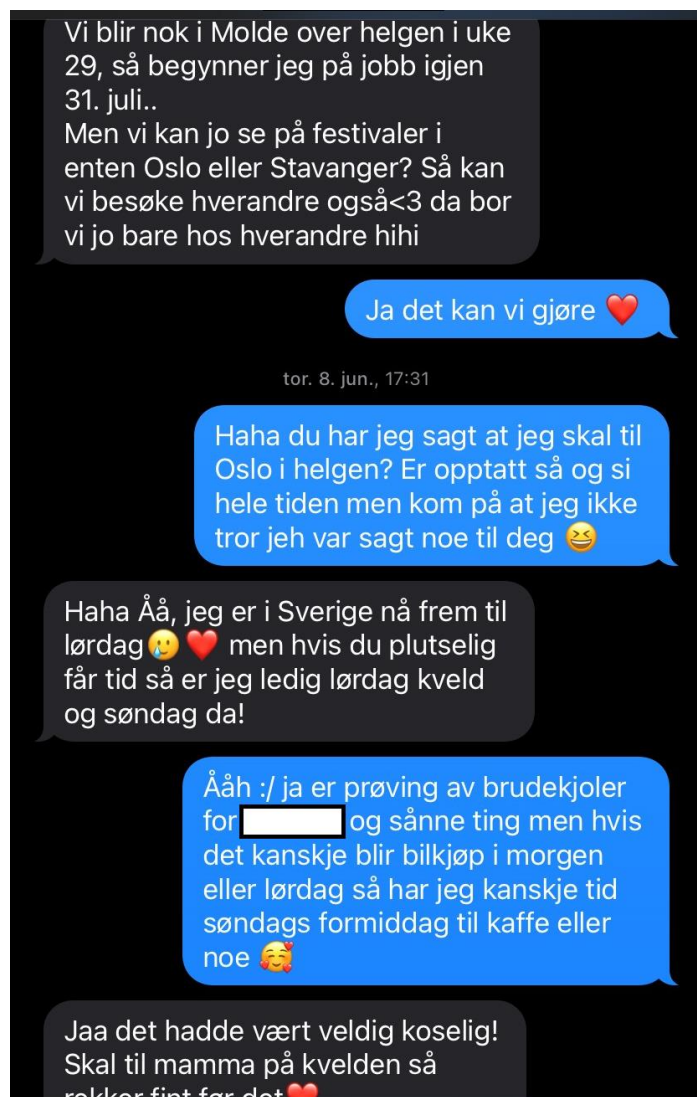 Vi blir nok i Molde over helgen i uke
29, så begynner jeg på jobb igjen
31. juli..
Men vi kan jo se på festivaler i
enten Oslo eller Stavanger? Så kan
vi besøke hverandre også<3 da bor
vi jo bare hos hverandre hihi
Ja det kan vi gjøre ❤️
tor. 8. jun., 17:31
Haha du har jeg sagt at jeg skal til
Oslo i helgen? Er opptatt så og si
hele tiden men kom på at jeg ikke
tror jeh var sagt noe til deg 😆
Haha Åå, jeg er i Sverige nå frem til
lørdag🥲❤️ men hvis du plutselig
får tid så er jeg ledig lørdag kveld
og søndag da!
Ååh :/ ja er prøving av brudekjoler
for og sånne ting men hvis
det kanskje blir bilkjøp i morgen
eller lørdag så har jeg kanskje tid
søndags formiddag til kaffe eller
noe 🥰
Jaa det hadde vært veldig koselig!
Skal til mamma på kvelden så
rekker fint før det❤️